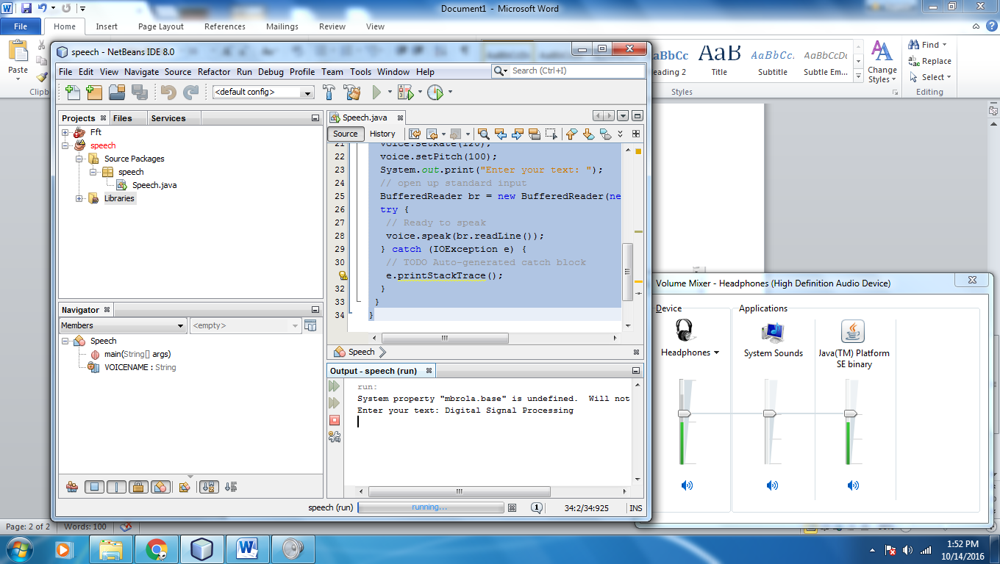 Document1 - Microsoft Word
File Home Insert Page Layout References Mailings Review View
Paste
Clipb
eading 2 Title Subtitle Subtle Em...
AaB AaBbCcL AaBbCcDc
Change
Styles
Find
Replace
Select
Styles
Editing
speech - NetBeans IDE 8.0
File Edit View Navigate Source Refactor Run Debug Profile Team Tools Window Help
Search (Ctrl+I)
<default config>
Projects Files Services
Fft
speech
Source Packages
speech
Speech.java
Libraries
Speech.java
Source History
21 voice.setRate(120);
22 voice.setPitch(100);
23 System.out.print("Enter your text: ");
24 // open up standard input
25 BufferedReader br = new BufferedReader(ne
26 try {
27 // Ready to speak
28 voice.speak(br.readLine());
29 } catch (IOException e) {
30 // TODO Auto-generated catch block
e.printStackTrace();
32 }
33 }
34 }
Speech
Navigator
Members
<empty>
Speech
main(String[] args)
VOICENAME : String
Output - speech (run)
run:
System property "mbrola.base" is undefined.  Will not
Enter your text: Digital Signal Processing
speech (run) running... 1 34:2/34:925 INS
Volume Mixer - Headphones (High Definition Audio Device)
Device
Applications
Headphones
System Sounds
Java(TM) Platform
SE binary
Page: 2 of 2 Words: 100
1:52 PM
10/14/2016